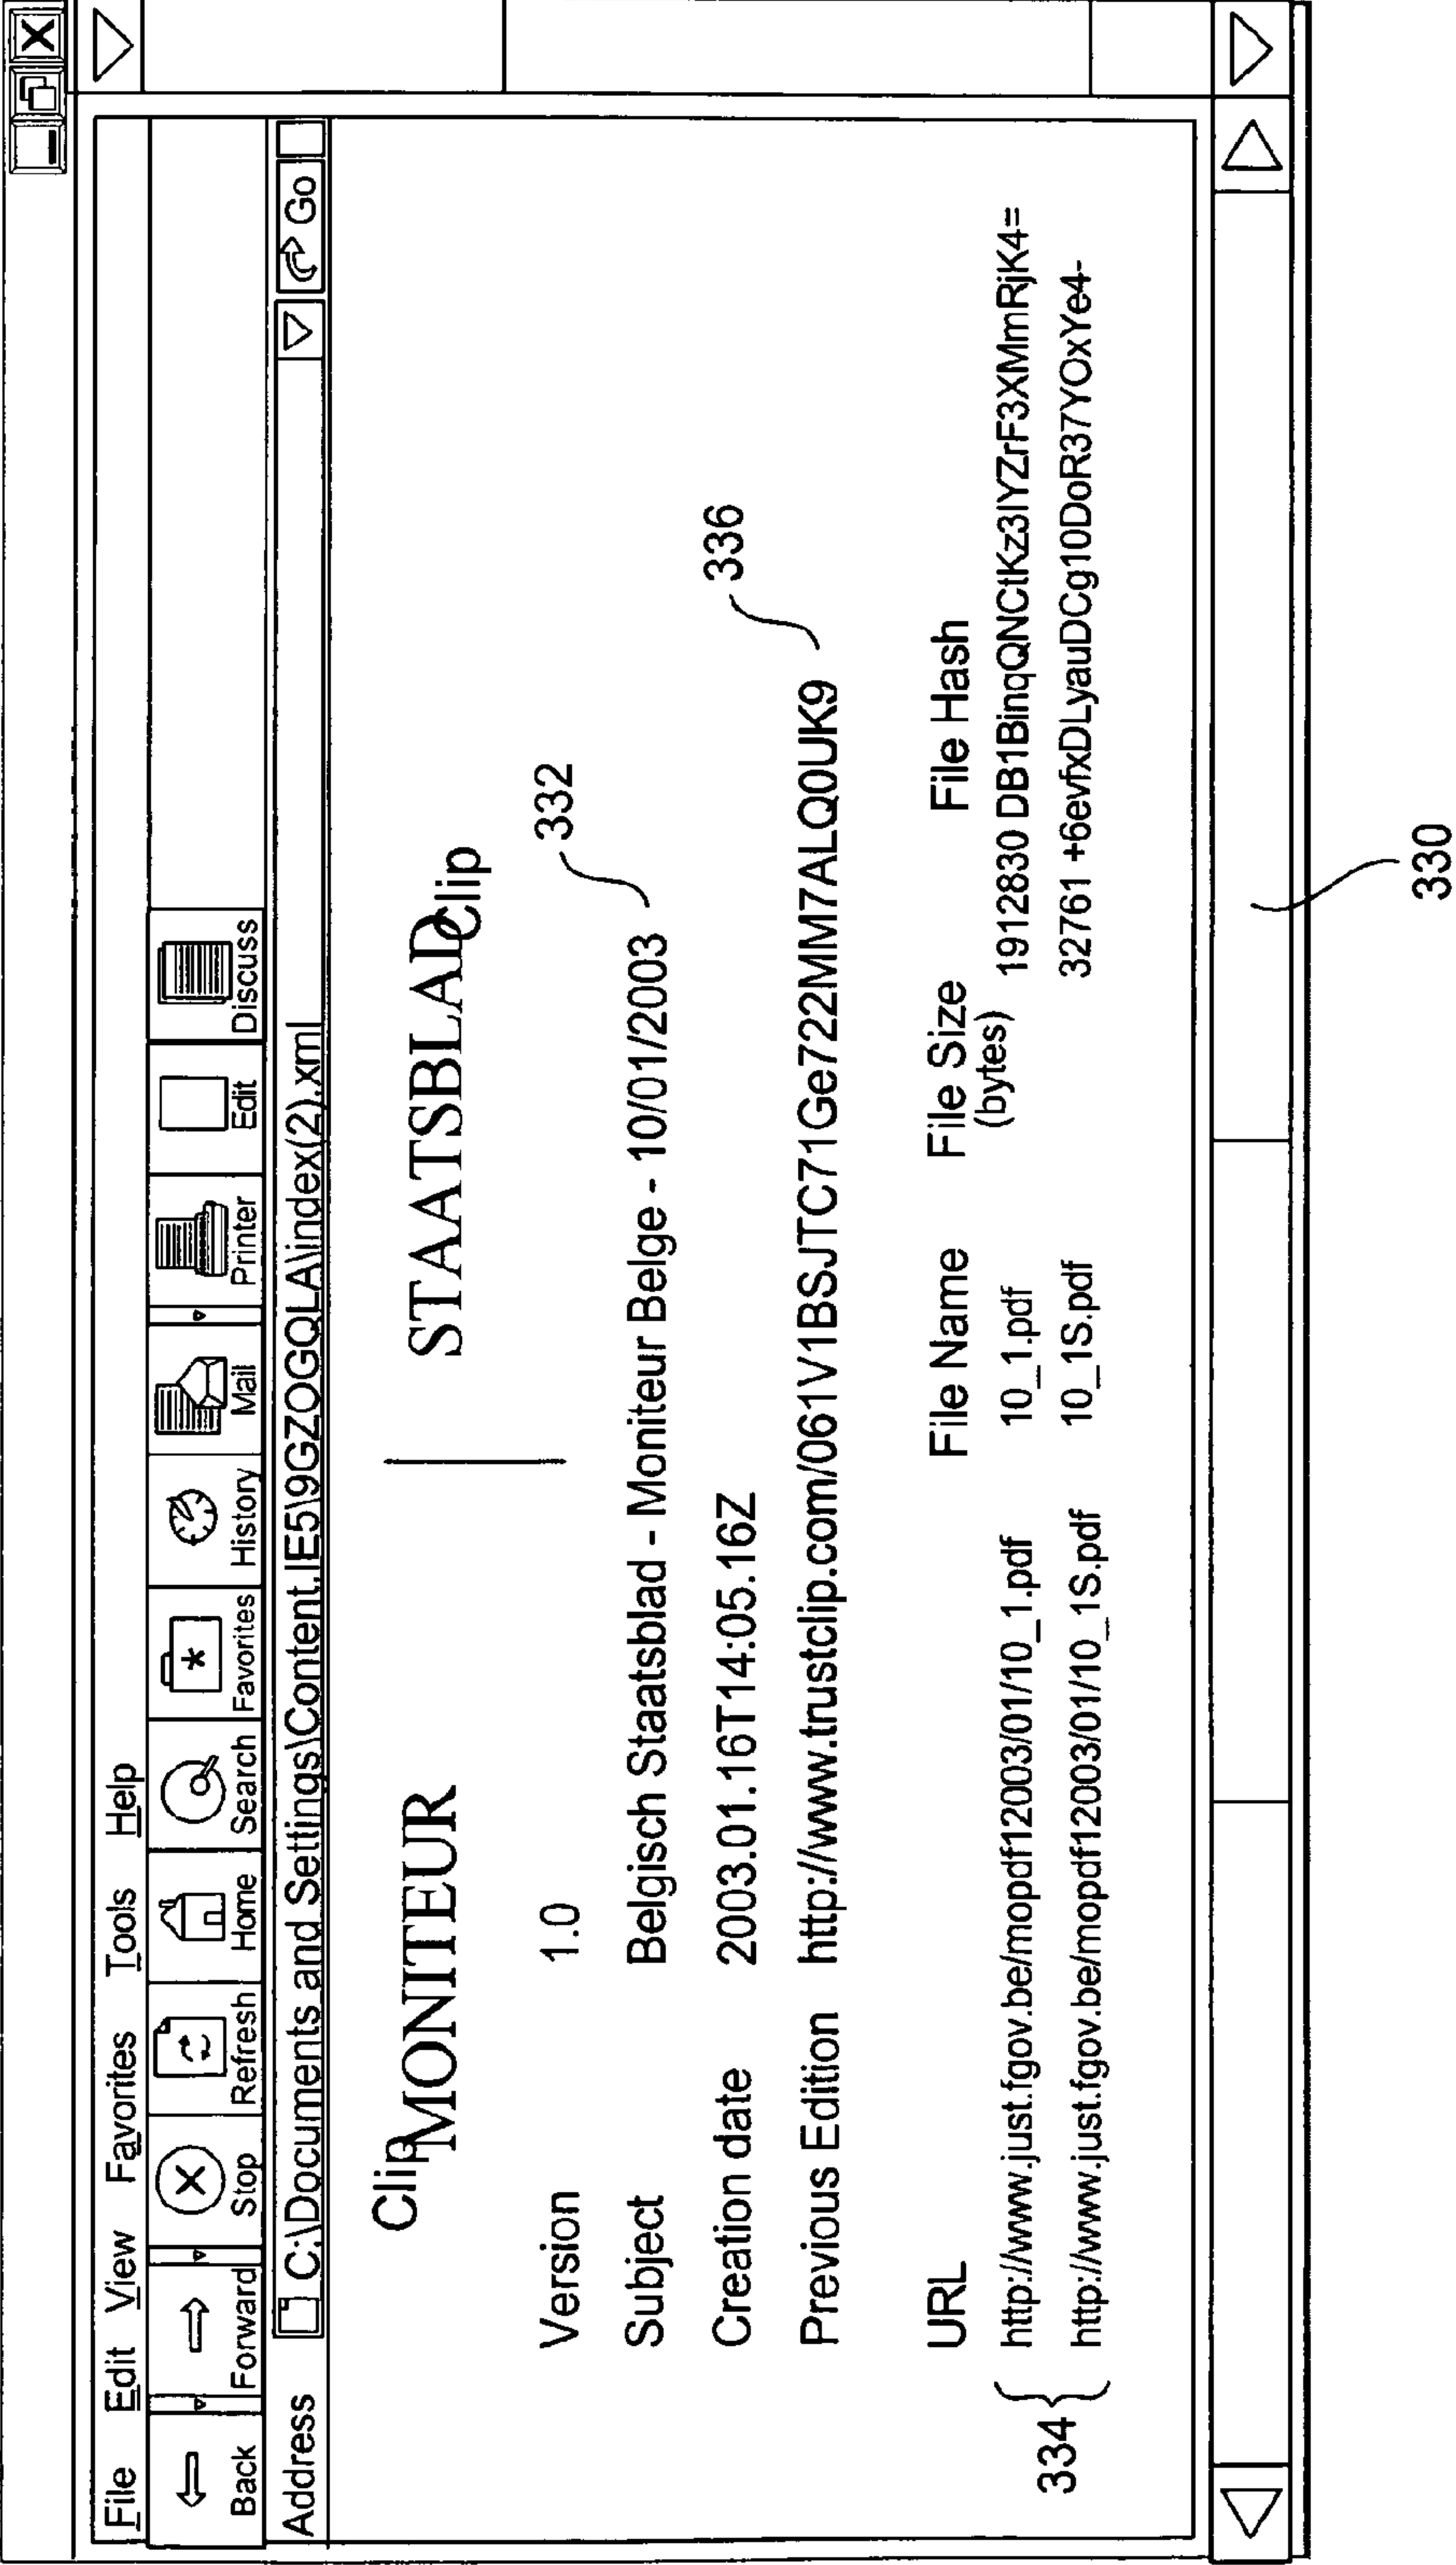 File Edit View Favorites Tools Help
Back Forward Stop Refresh Home Search Favorites History Mail Printer Edit Discuss
Address C:\Documents and Settings\Content.IE5\9GZOGQLA\index(2).xml Go
Clip MONITEUR STAATSBLAD Clip
Version 1.0
332
Subject Belgisch Staatsblad - Moniteur Belge - 10/01/2003
Creation date 2003.01.16T14:05.16Z
336
Previous Edition http://www.trustclip.com/061V1BSJTC71Ge722MM7ALQ0UK9
URL File Name File Size (bytes) File Hash
http://www.just.fgov.be/mopdf12003/01/10_1.pdf 10_1.pdf 1912830 DB1BinqQNCtKz3lYZrF3XMmRjK4=
334
http://www.just.fgov.be/mopdf12003/01/10_1S.pdf 10_1S.pdf 32761 +6evfxDLyauDCg10DoR37YOxYe4-
330